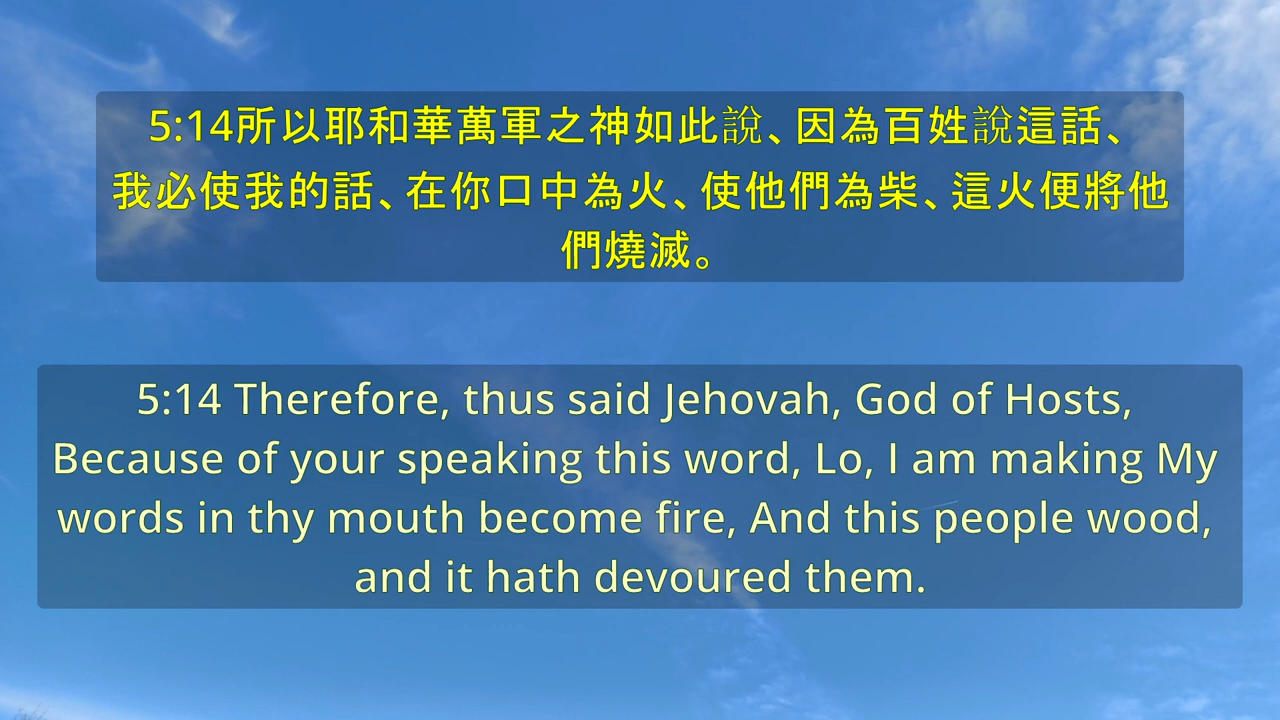 5:14所以耶和華萬軍之神如此說、因為百姓說這話、
我必使我的話、在你口中為火、使他們為柴、這火便將他
們燒滅。
5:14 Therefore, thus said Jehovah, God of Hosts,
Because of your speaking this word, Lo, I am making My
words in thy mouth become fire, And this people wood,
and it hath devoured them.